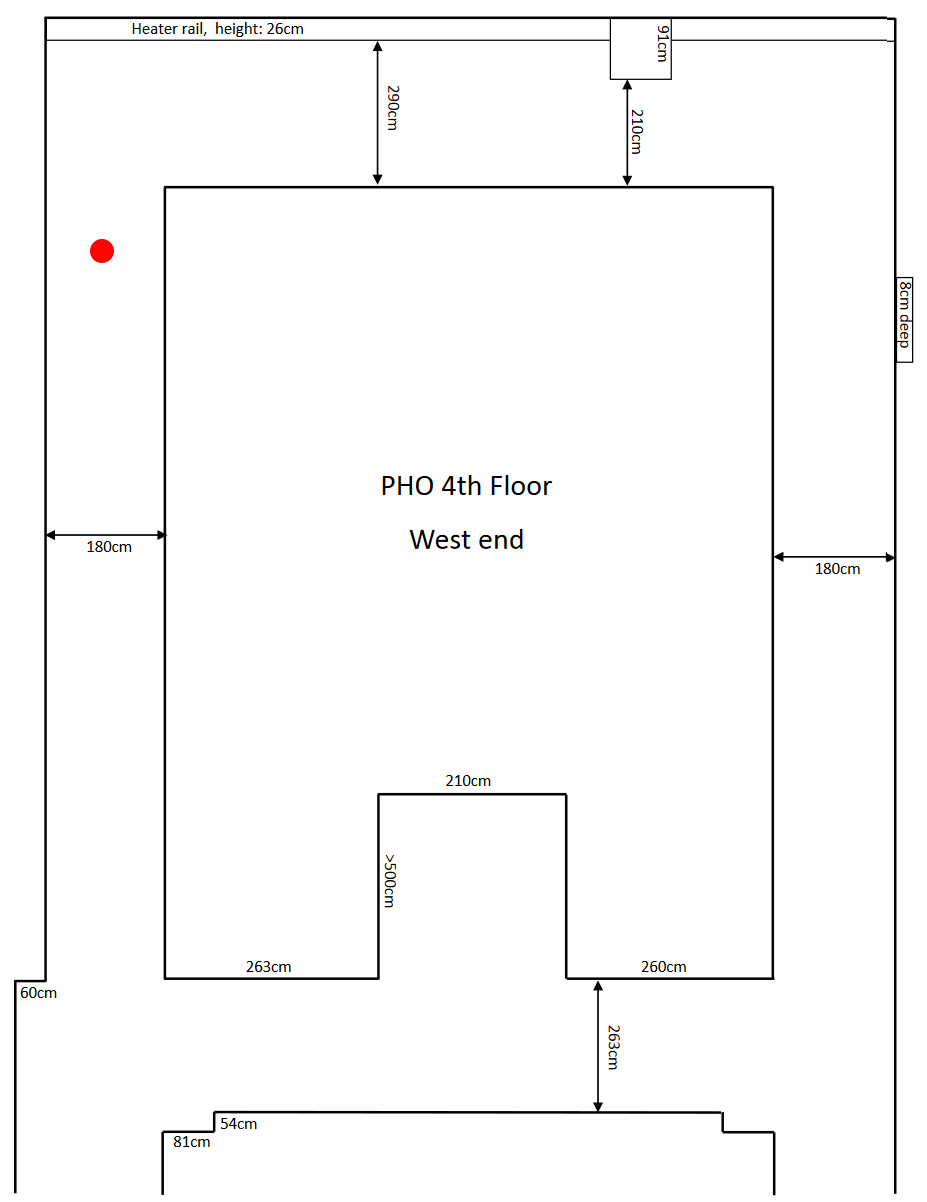 Heater rail,  height: 26cm
91cm
290cm
210cm
8cm deep
PHO 4th Floor
West end
180cm
180cm
210cm
>500cm
263cm
260cm
60cm
263cm
54cm
81cm